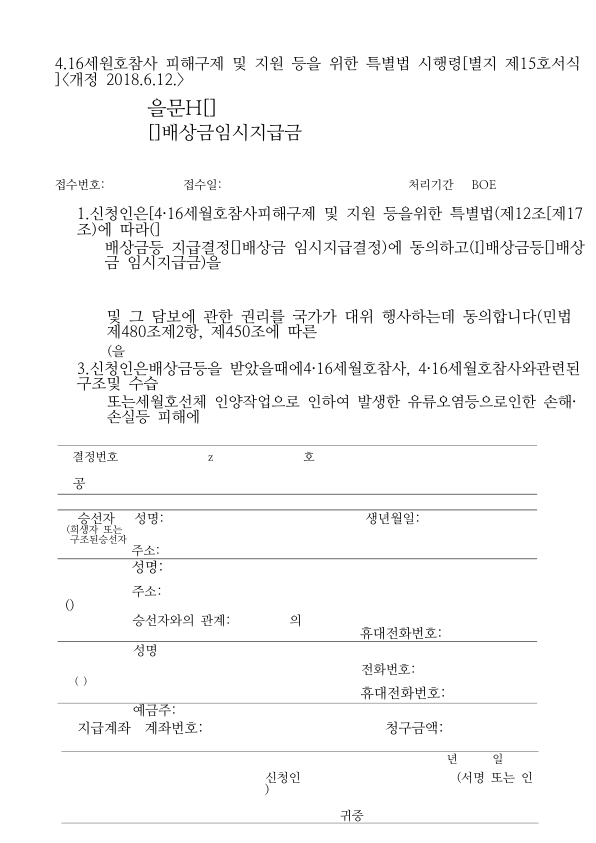 4.16세원호참사 피해구제 및 지원 등을 위한 특별법 시행령[별지 제15호서식
]<개정 2018.6.12.>
을문H[]
[]배상금임시지급금
접수번호: 접수일: 처리기간 BOE
1.신청인은[4·16세월호참사피해구제 및 지원 등을위한 특별법(제12조[제17
조)에 따라(]
배상금등 지급결정[]배상금 임시지급결정)에 동의하고(I]배상금등[]배상
금 임시지급금)을
및 그 담보에 관한 권리를 국가가 대위 행사하는데 동의합니다(민법
제480조제2항, 제450조에 따른
(을
3.신청인은배상금등을 받았을때에4·16세월호참사, 4·16세월호참사와관련된
구조및 수습
또는세월호선체 인양작업으로 인하여 발생한 유류오염등으로인한 손해·
손실등 피해에
결정번호 z 호
공
승선자 성명: 생년월일:
(희생자 또는
구조된승선자
주소:
성명:
주소:
()
승선자와의 관계: 의
휴대전화번호:
성명
전화번호:
( )
휴대전화번호:
예금주:
지급계좌 계좌번호: 청구금액:
년 일
신청인 (서명 또는 인
)
귀중